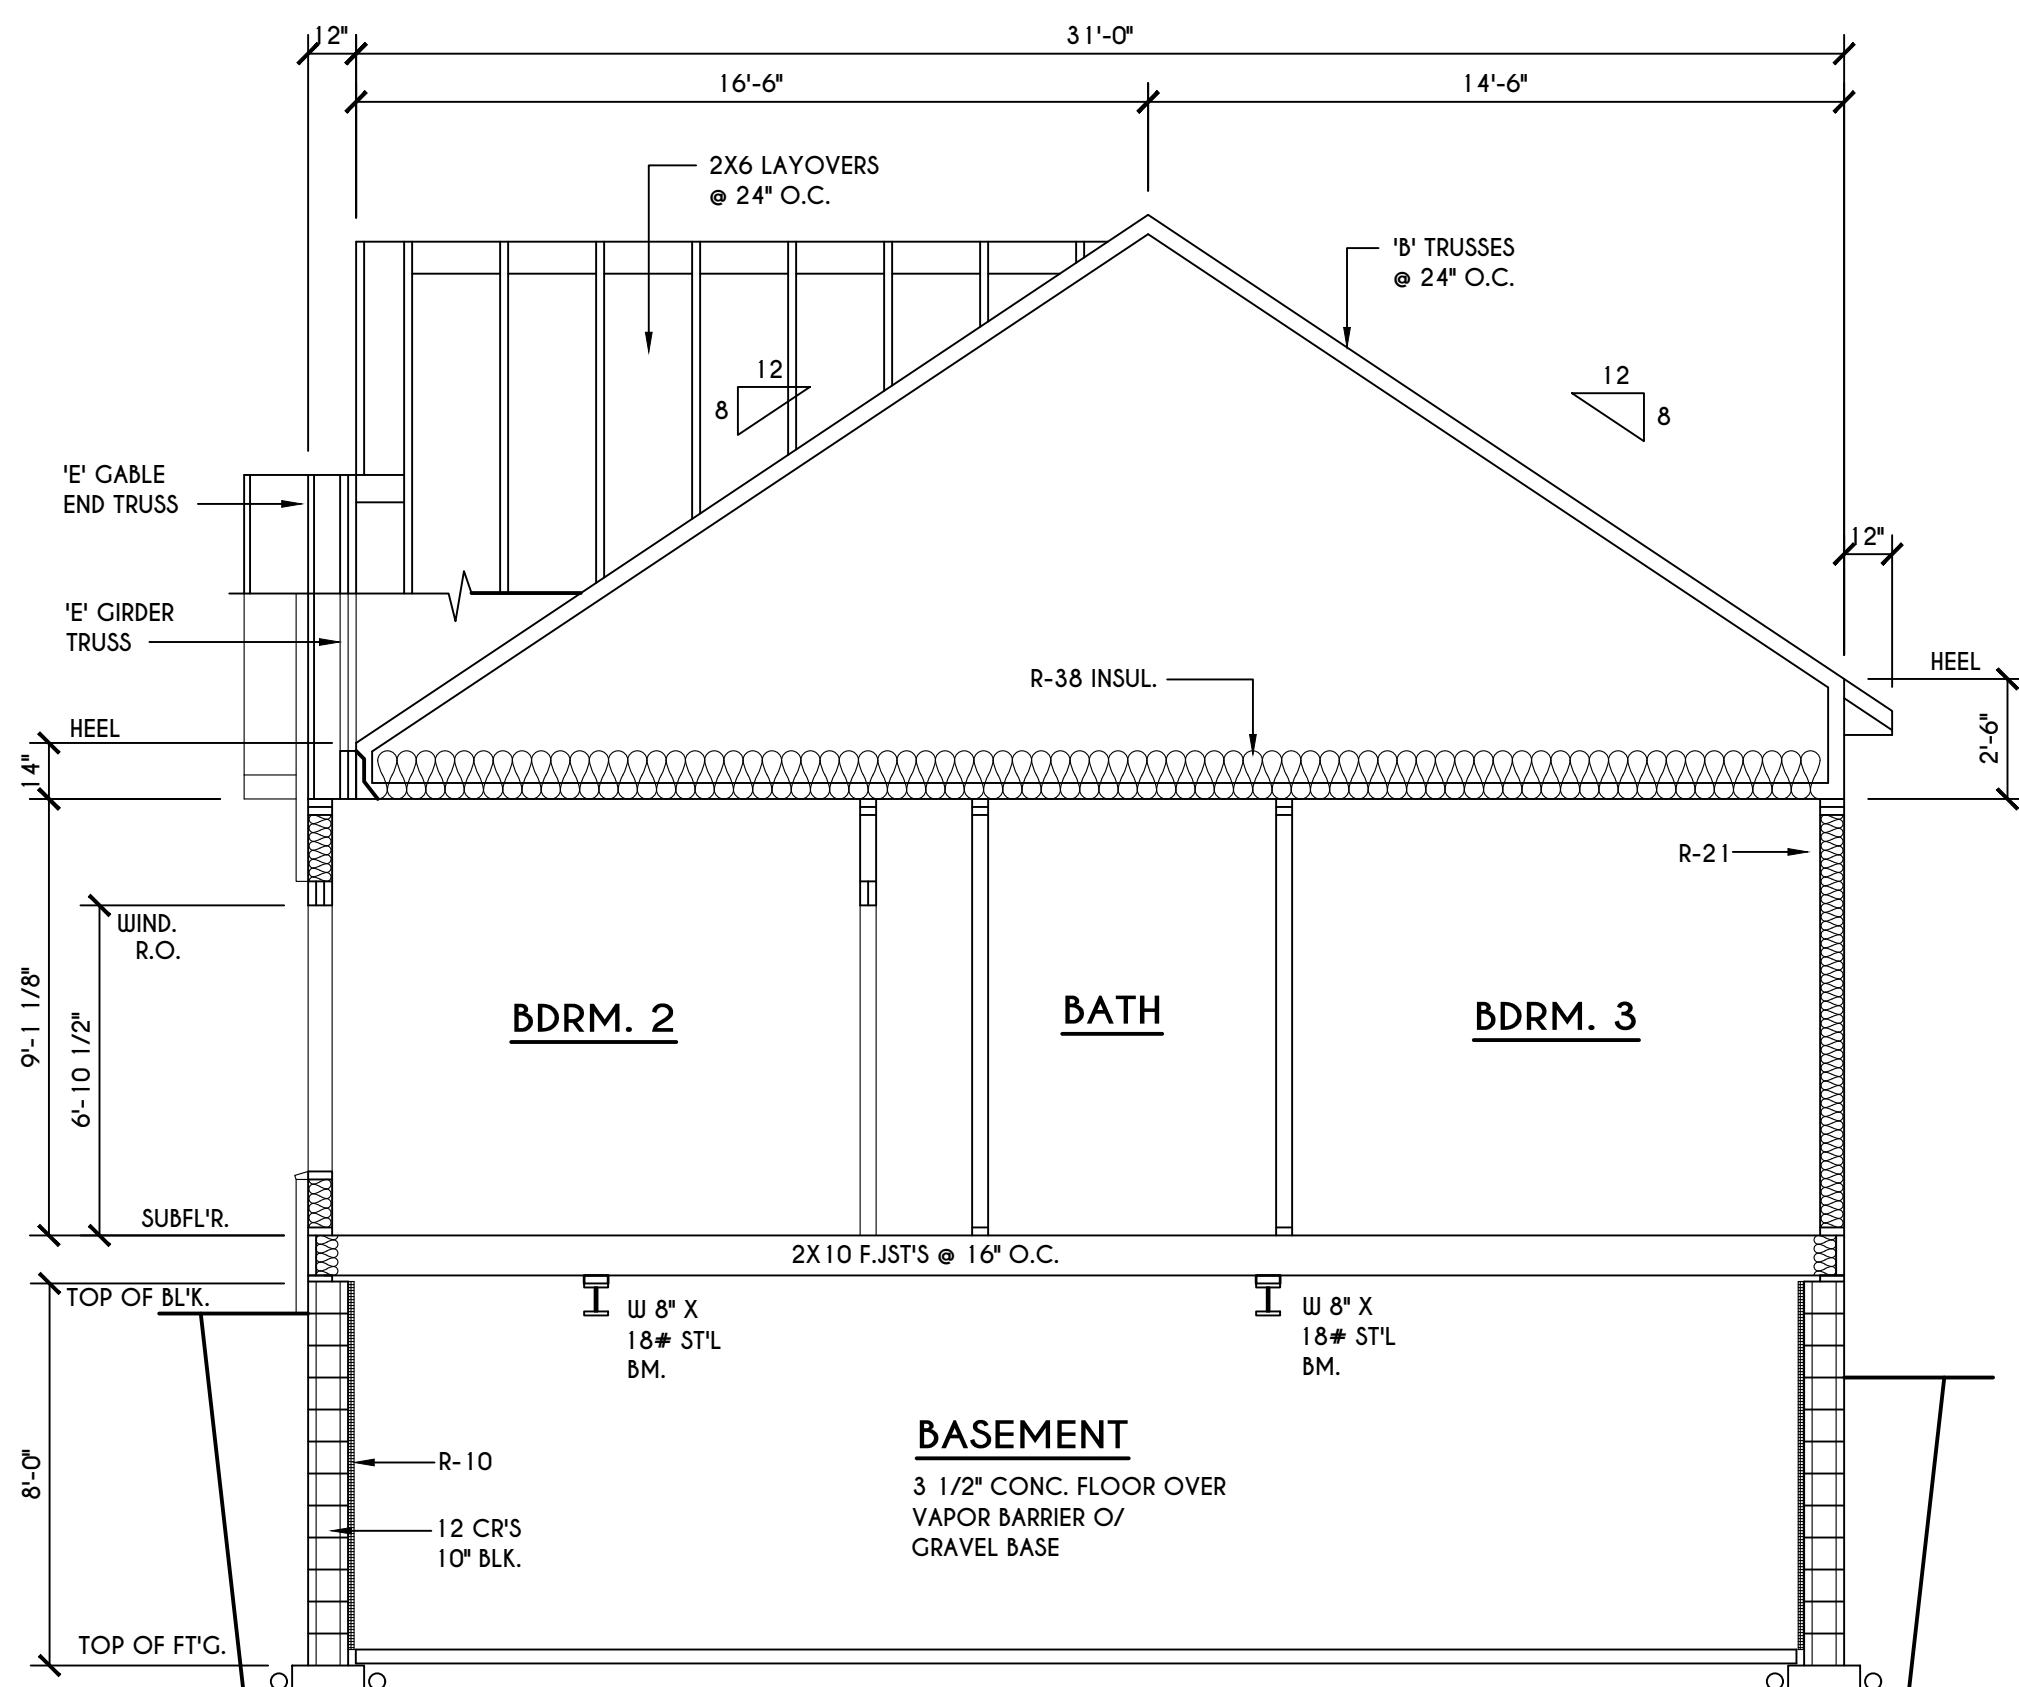 12"
31'-0"
16'-6"
14'-6"
2X6 LAYOVERS
@ 24" O.C.
'B' TRUSSES
@ 24" O.C.
12
8
12
8
'E' GABLE
END TRUSS
12"
'E' GIRDER
TRUSS
R-38 INSUL.
HEEL
2'-6"
HEEL
14"
R-21
WIND.
R.O.
9'-1 1/8"
6'-10 1/2"
BDRM. 2
BATH
BDRM. 3
SUBFL'R.
2X10 F.JST'S @ 16" O.C.
TOP OF BL'K.
W 8" X
18# ST'L
BM.
W 8" X
18# ST'L
BM.
8'-0"
R-10
12 CR'S
10" BLK.
BASEMENT
3 1/2" CONC. FLOOR OVER
VAPOR BARRIER O/
GRAVEL BASE
TOP OF FT'G.